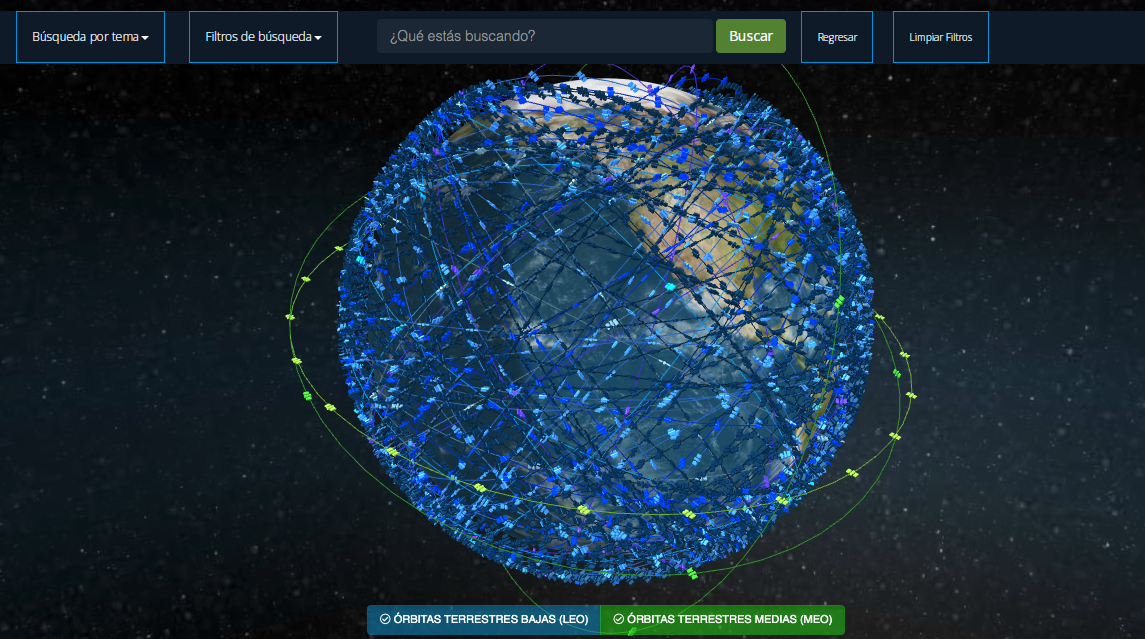 Búsqueda por tema
Filtros de búsqueda
¿Qué estás buscando?
Buscar
Regresar
Limpiar Filtros
ÓRBITAS TERRESTRES BAJAS (LEO)
ÓRBITAS TERRESTRES MEDIAS (MEO)